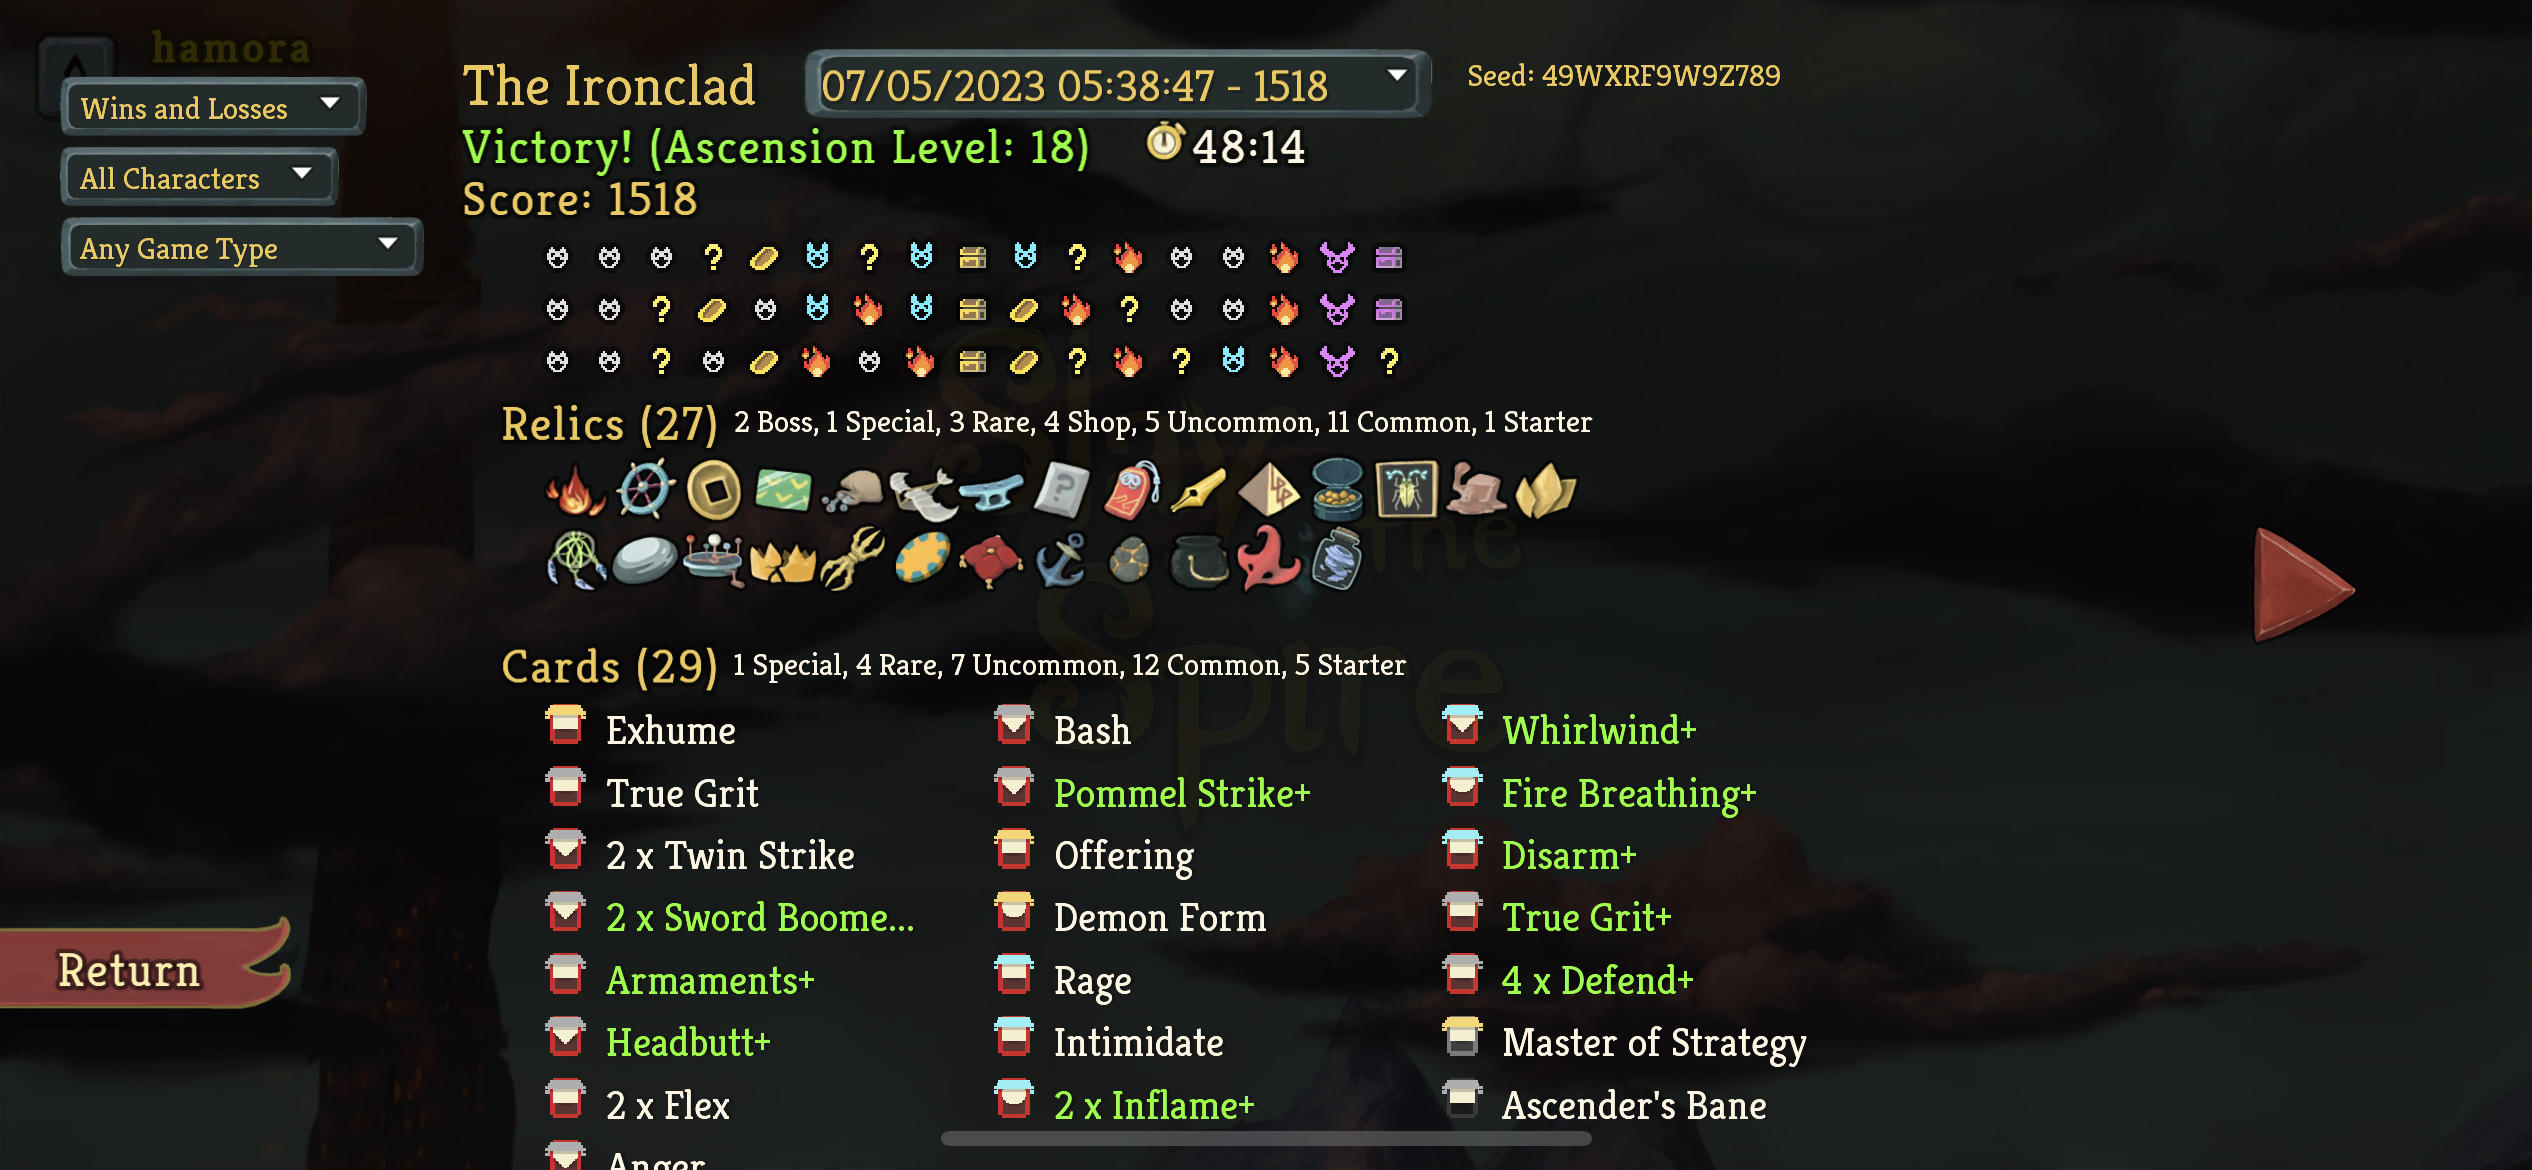 hamora
Wins and Losses
All Characters
Any Game Type
The Ironclad
07/05/2023 05:38:47 - 1518
Seed: 49WXRF9W9Z789
Victory! (Ascension Level: 18)
48:14
Score: 1518
Relics (27) 2 Boss, 1 Special, 3 Rare, 4 Shop, 5 Uncommon, 11 Common, 1 Starter
Slay
the
Spire
Cards (29) 1 Special, 4 Rare, 7 Uncommon, 12 Common, 5 Starter
Exhume
Bash
Whirlwind+
True Grit
Pommel Strike+
Fire Breathing+
2 x Twin Strike
Offering
Disarm+
2 x Sword Boome...
Demon Form
True Grit+
Armaments+
Rage
4 x Defend+
Headbutt+
Intimidate
Master of Strategy
2 x Flex
2 x Inflame+
Ascender's Bane
Anger
Return